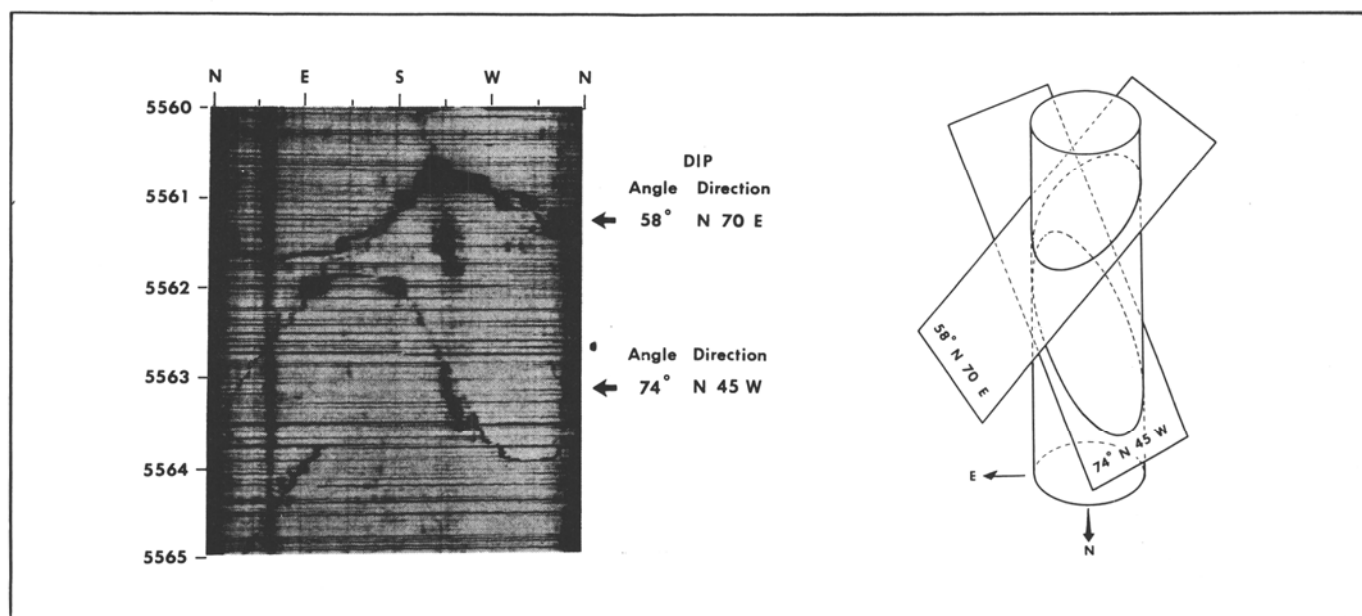 N E S W N
5560
5561
5562
5563
5564
5565
DIP
Angle Direction
58° N 70 E
Angle Direction
74° N 45 W
58° N 70 E
74° N 45 W
E
N